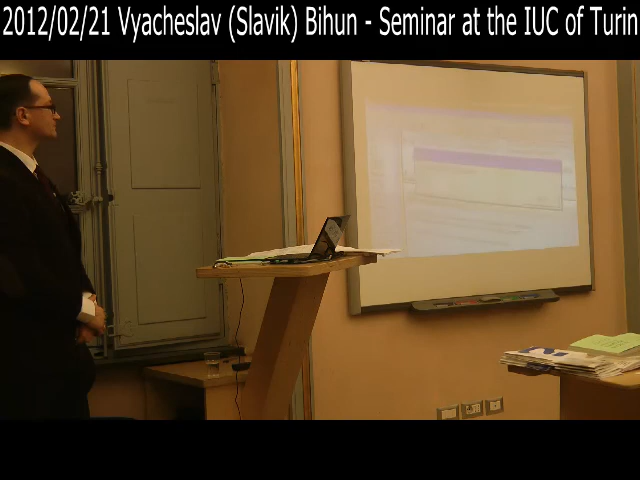 2012/02/21 Vyacheslav (Slavik) Bihun - Seminar at the IUC of Turin